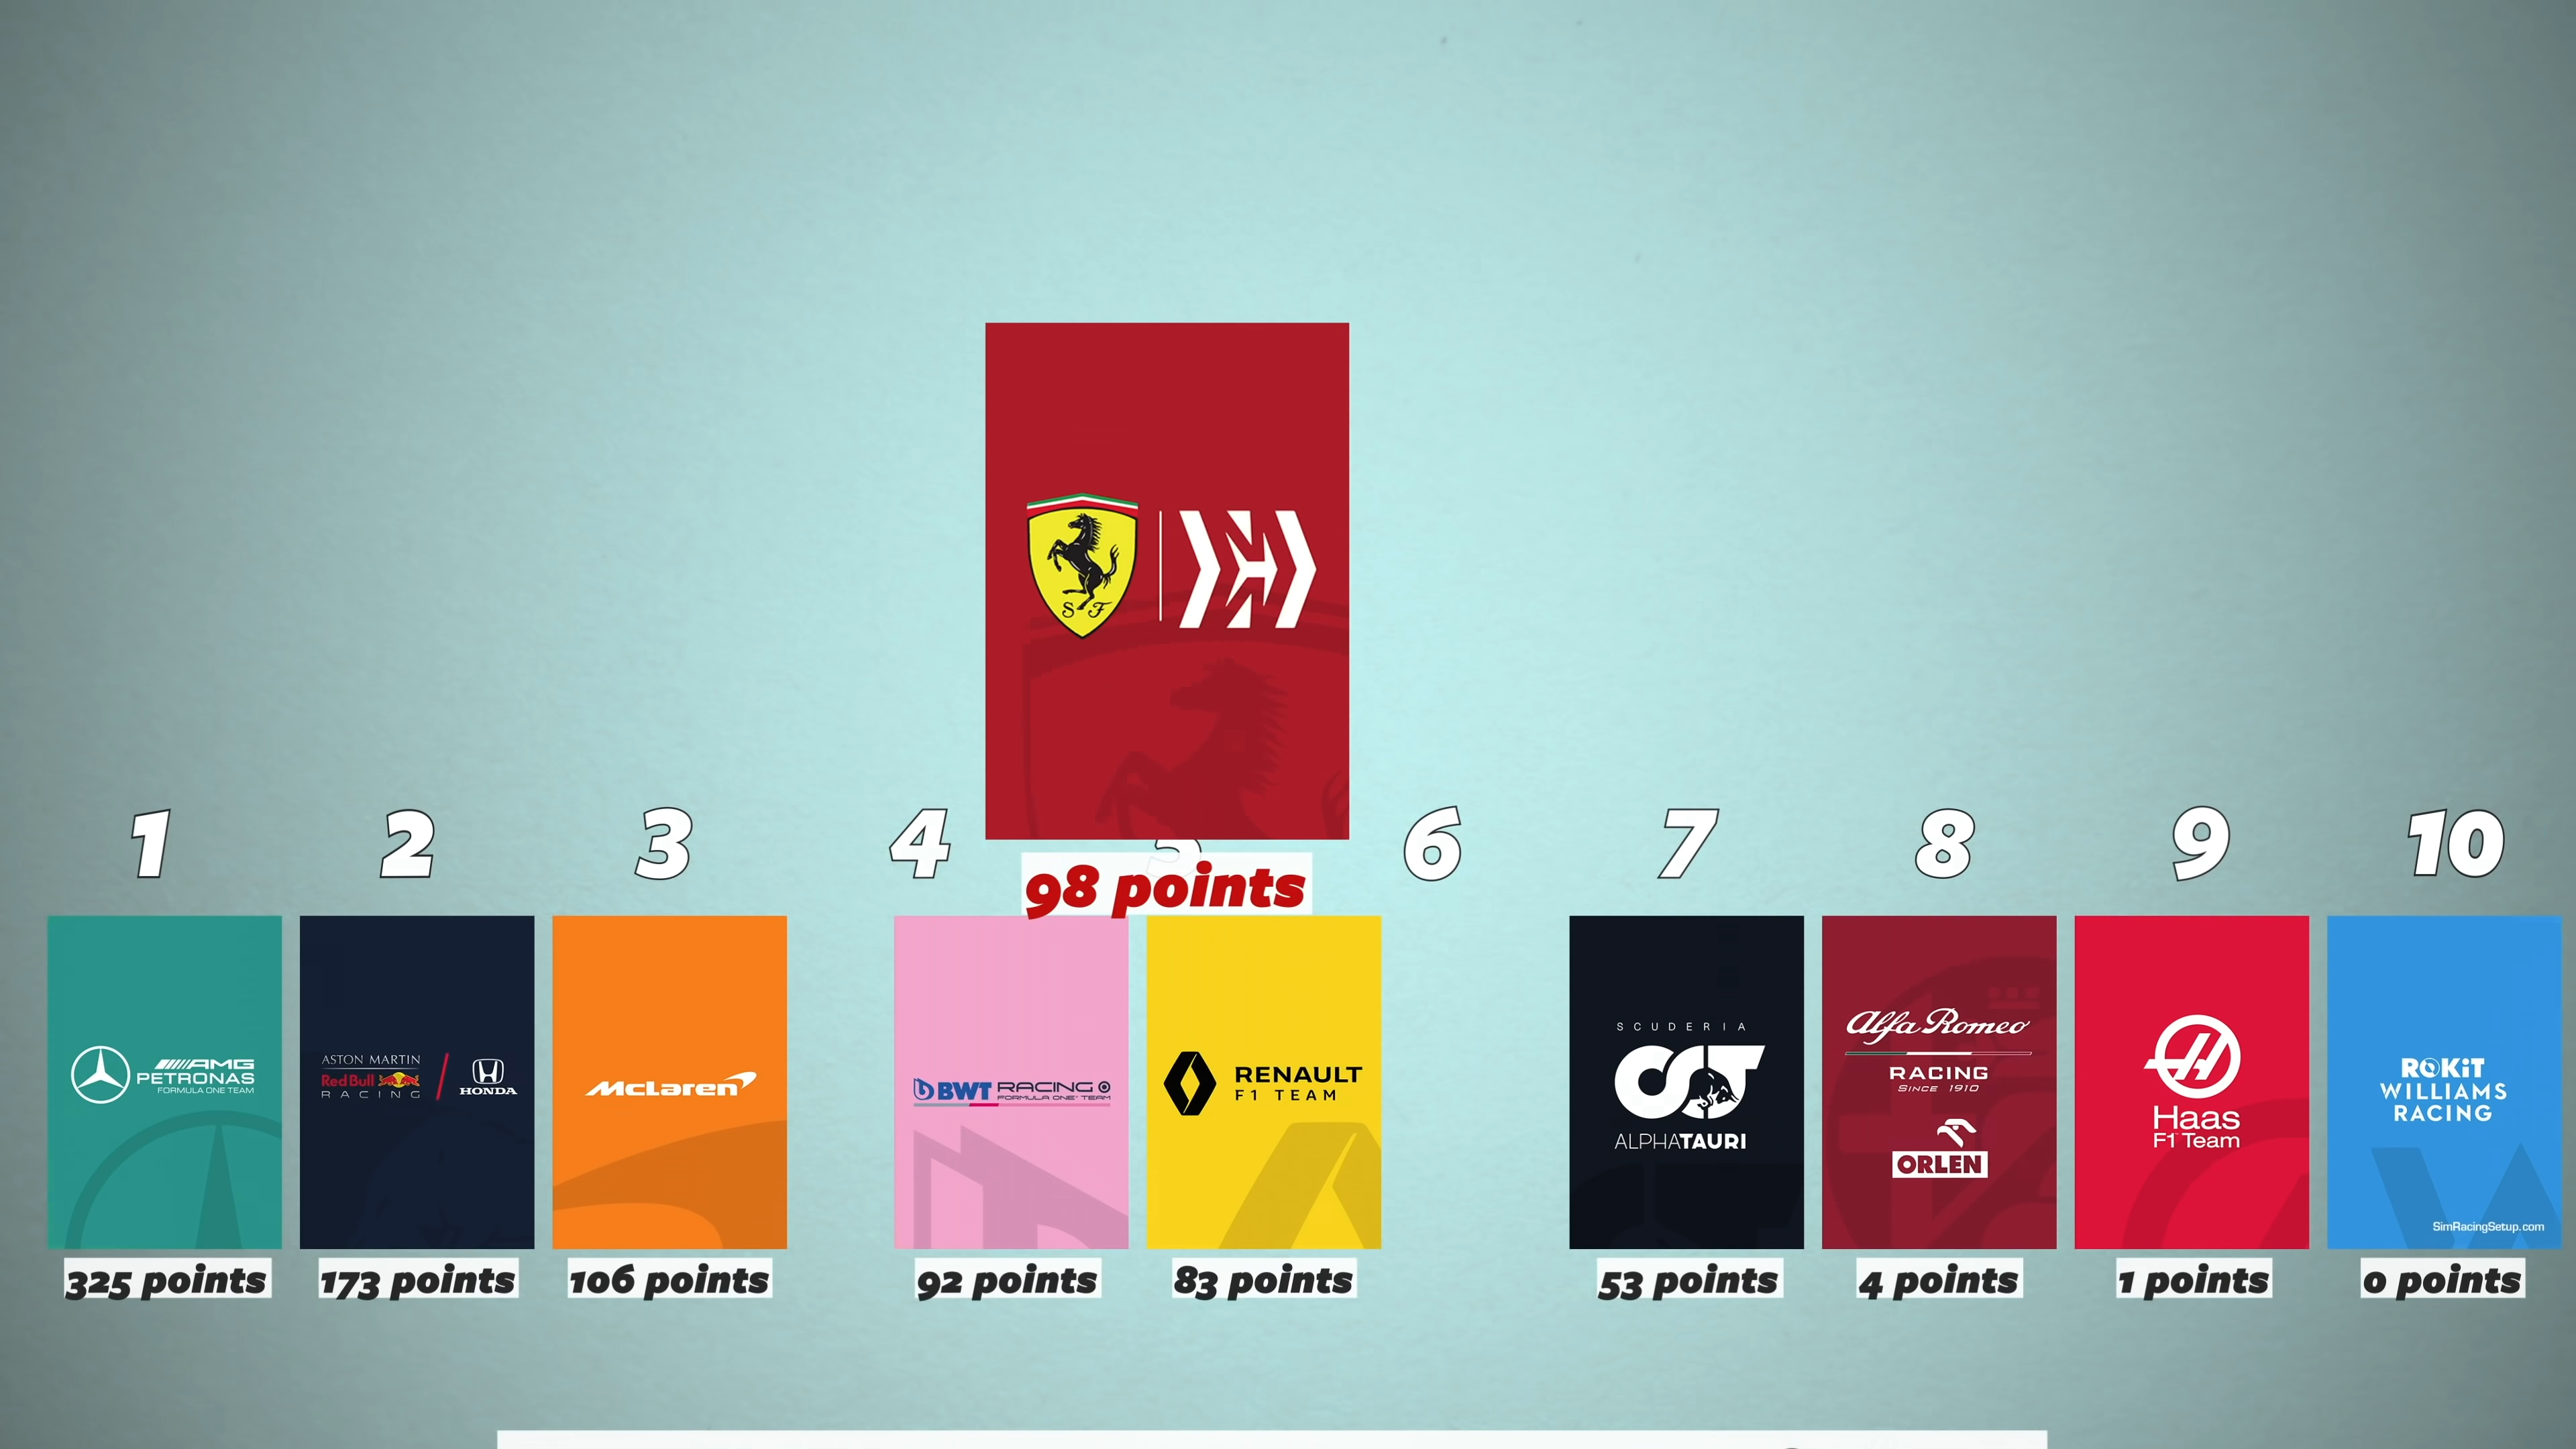 S F
1 2 3 4 5 6 7 8 9 10
98 points
AMG
PETRONAS
FORMULA ONE TEAM
ASTON MARTIN
Red Bull
RACING
HONDA
McLaren
BWT RACING
FORMULA ONE™ TEAM
RENAULT
F1 TEAM
SCUDERIA
AT
ALPHATAURI
Alfa Romeo
RACING
SINCE 1910
ORLEN
H
Haas
F1 Team
ROKiT
WILLIAMS
RACING
SimRacingSetup.com
325 points
173 points
106 points
92 points
83 points
53 points
4 points
1 points
0 points